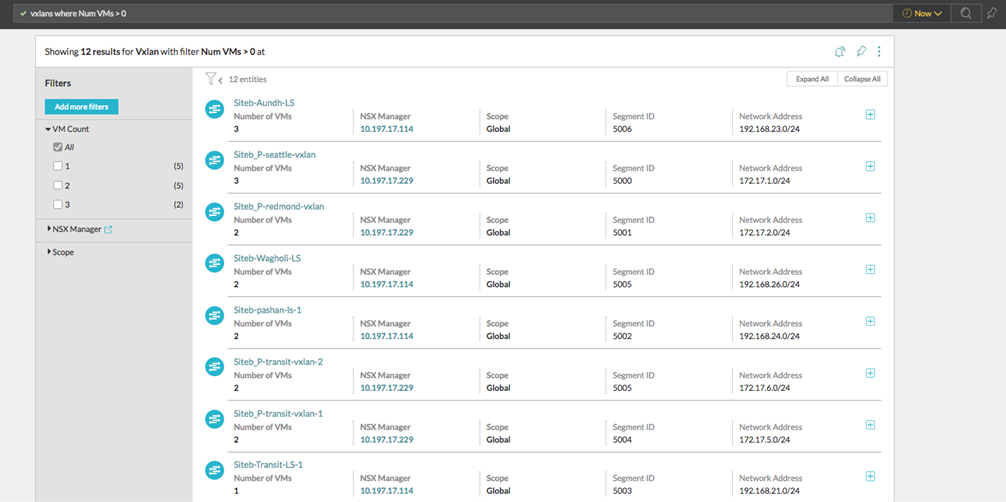 vxlans where Num VMs > 0
Now
Showing 12 results for Vxlan with filter Num VMs > 0 at
Filters
Add more filters
VM Count
All
1 (5)
2 (5)
3 (2)
NSX Manager
Scope
12 entities
Expand All Collapse All
Siteb-Aundh-LS
Number of VMs NSX Manager Scope Segment ID Network Address
3 10.197.17.114 Global 5006 192.168.23.0/24
Siteb_P-seattle-vxlan
Number of VMs NSX Manager Scope Segment ID Network Address
3 10.197.17.229 Global 5000 172.17.1.0/24
Siteb_P-redmond-vxlan
Number of VMs NSX Manager Scope Segment ID Network Address
2 10.197.17.229 Global 5001 172.17.2.0/24
Siteb-Wagholi-LS
Number of VMs NSX Manager Scope Segment ID Network Address
2 10.197.17.114 Global 5005 192.168.26.0/24
Siteb-pashan-ls-1
Number of VMs NSX Manager Scope Segment ID Network Address
2 10.197.17.114 Global 5002 192.168.24.0/24
Siteb_P-transit-vxlan-2
Number of VMs NSX Manager Scope Segment ID Network Address
2 10.197.17.229 Global 5005 172.17.6.0/24
Siteb_P-transit-vxlan-1
Number of VMs NSX Manager Scope Segment ID Network Address
2 10.197.17.229 Global 5004 172.17.5.0/24
Siteb-Transit-LS-1
Number of VMs NSX Manager Scope Segment ID Network Address
1 10.197.17.114 Global 5003 192.168.21.0/24